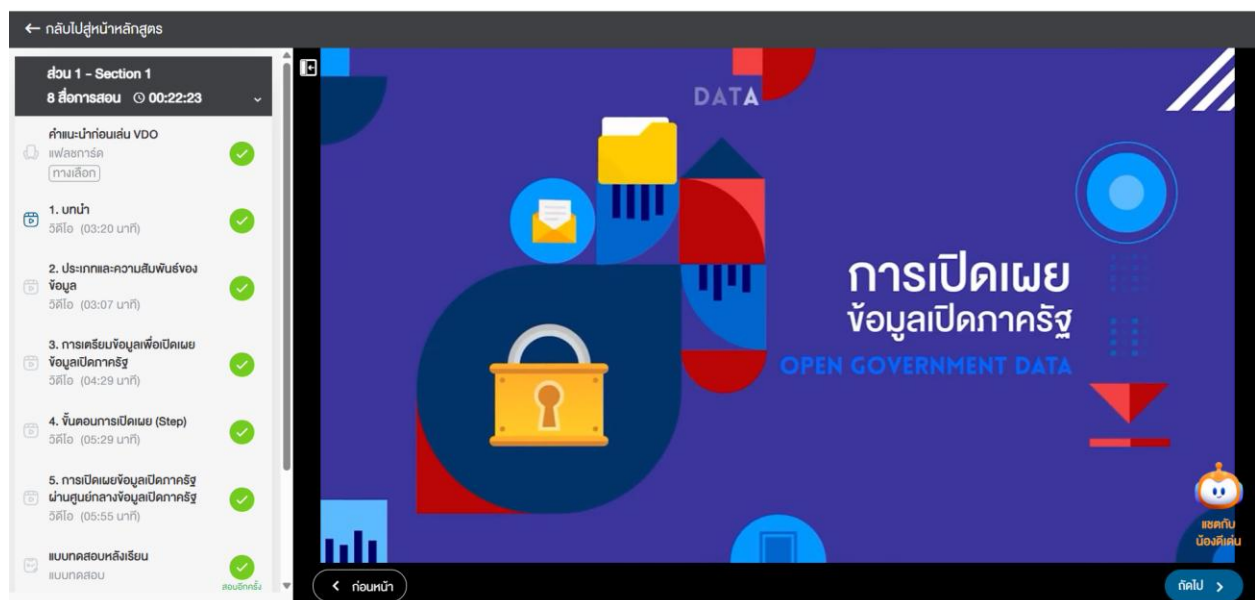 ← กลับไปสู่หน้าหลักสูตร
ส่วน 1 - Section 1
8 สื่อการสอน 00:22:23
คำแนะนำก่อนเล่น VDO
แฟลชการ์ด
ทางเลือก
1. บทนำ
วิดีโอ (03:20 นาที)
2. ประเภทและความสัมพันธ์ของ
ข้อมูล
วิดีโอ (03:07 นาที)
3. การเตรียมข้อมูลเพื่อเปิดเผย
ข้อมูลเปิดภาครัฐ
วิดีโอ (04:29 นาที)
4. ขั้นตอนการเปิดเผย (Step)
วิดีโอ (05:29 นาที)
5. การเปิดเผยข้อมูลเปิดภาครัฐ
ผ่านศูนย์กลางข้อมูลเปิดภาครัฐ
วิดีโอ (05:55 นาที)
แบบทดสอบหลังเรียน
แบบทดสอบ
สอบอีกครั้ง
DATA
การเปิดเผย
ข้อมูลเปิดภาครัฐ
OPEN GOVERNMENT DATA
แชตกับ
น้องดีเด่น
ก่อนหน้า
ถัดไป